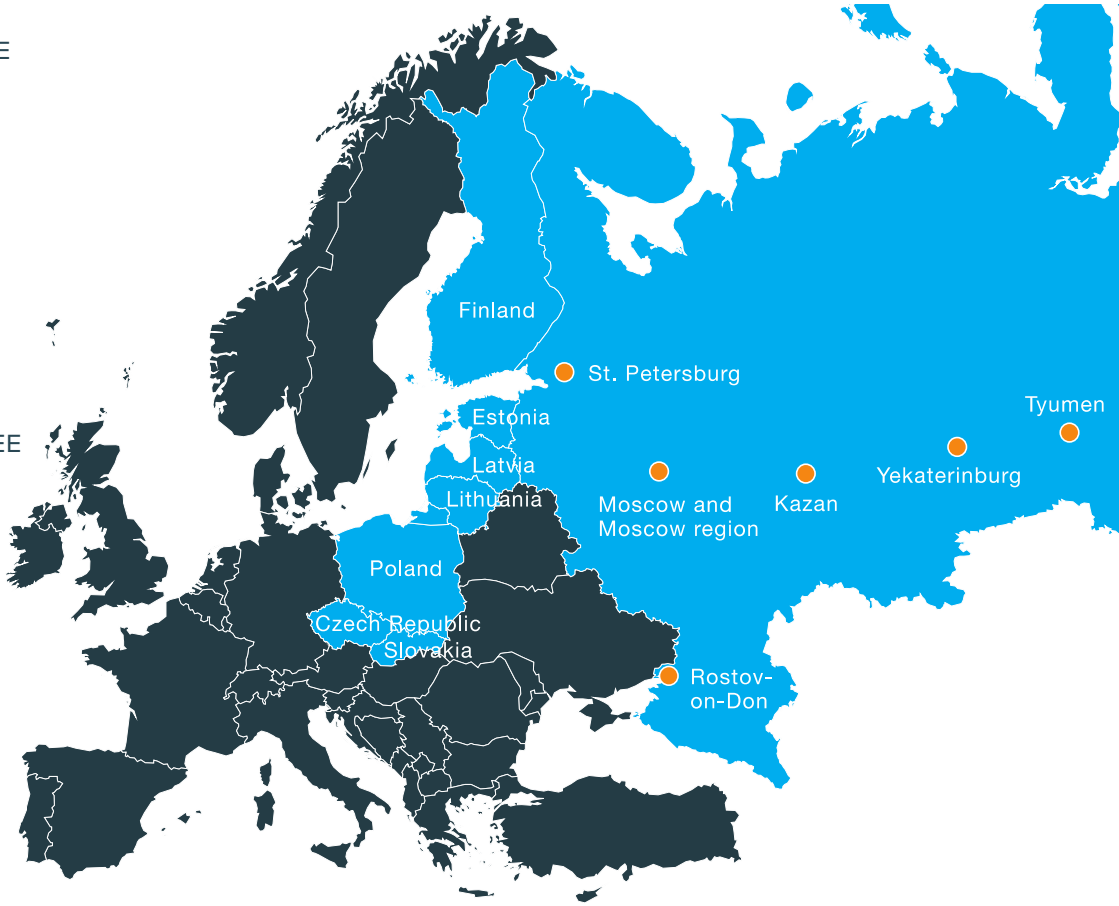 E
Finland
St. Petersburg
Tyumen
Estonia
EE
Latvia
Yekaterinburg
Lithuania
Moscow and
Moscow region
Kazan
Poland
Czech Republic
Slovakia
Rostov-
on-Don